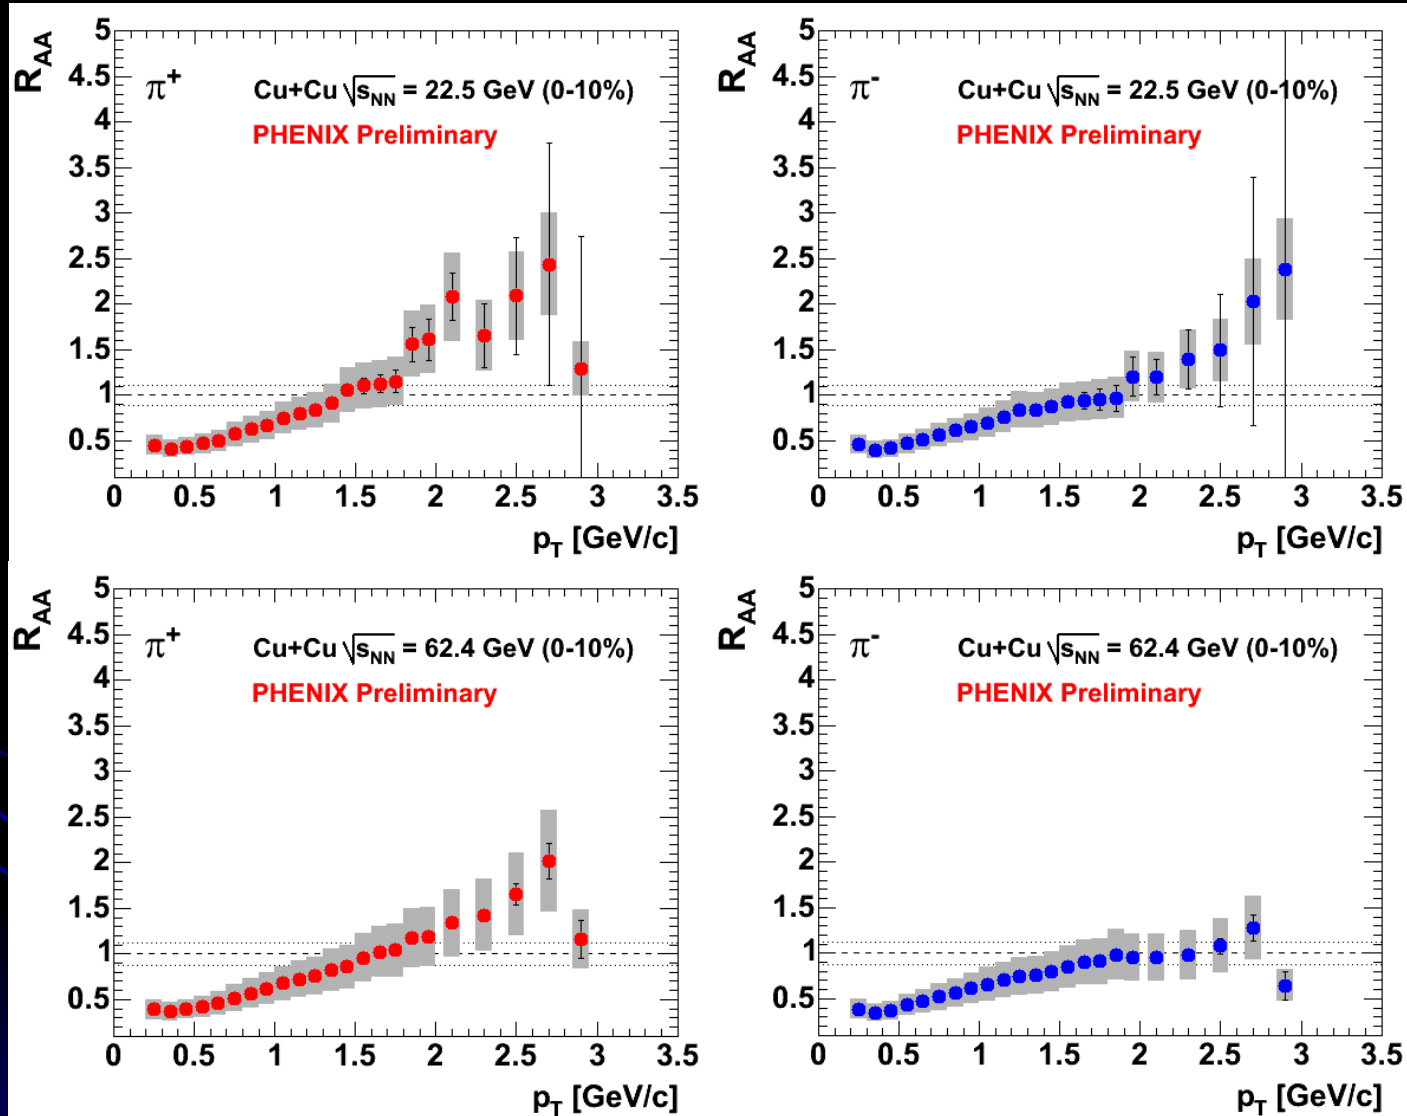 R_AA
5
4.5
4
3.5
3
2.5
2
1.5
1
0.5
π⁺ Cu+Cu √s_NN = 22.5 GeV (0-10%)
PHENIX Preliminary
0 0.5 1 1.5 2 2.5 3 3.5
p_T [GeV/c]
R_AA
5
4.5
4
3.5
3
2.5
2
1.5
1
0.5
π⁻ Cu+Cu √s_NN = 22.5 GeV (0-10%)
PHENIX Preliminary
0 0.5 1 1.5 2 2.5 3 3.5
p_T [GeV/c]
R_AA
5
4.5
4
3.5
3
2.5
2
1.5
1
0.5
π⁺ Cu+Cu √s_NN = 62.4 GeV (0-10%)
PHENIX Preliminary
0 0.5 1 1.5 2 2.5 3 3.5
p_T [GeV/c]
R_AA
5
4.5
4
3.5
3
2.5
2
1.5
1
0.5
π⁻ Cu+Cu √s_NN = 62.4 GeV (0-10%)
PHENIX Preliminary
0 0.5 1 1.5 2 2.5 3 3.5
p_T [GeV/c]